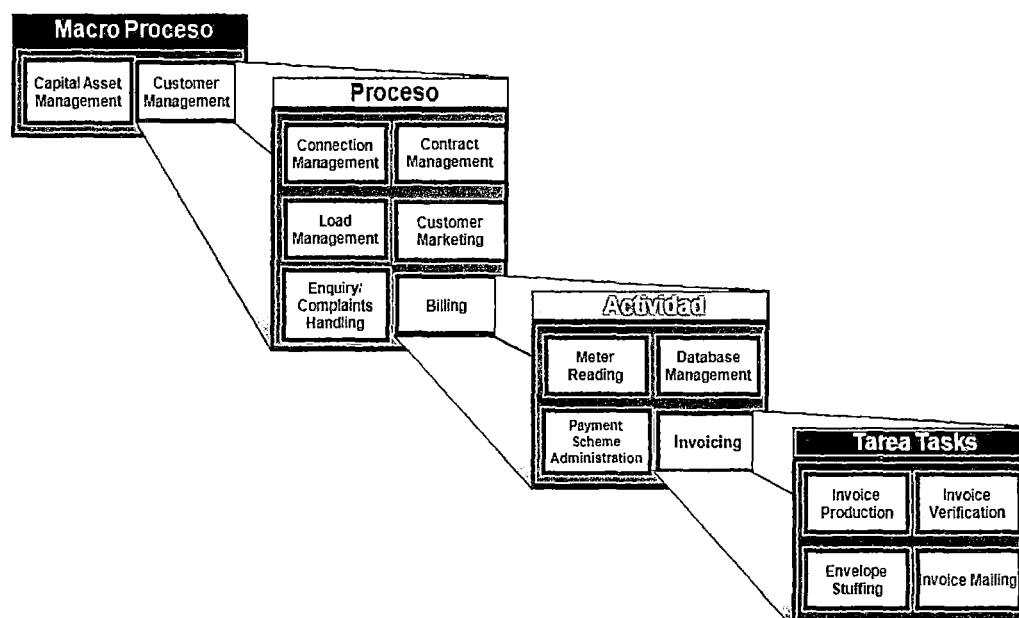 Macro Proceso
Capital Asset
Management
Customer
Management
Proceso
Connection
Management
Contract
Management
Load
Management
Customer
Marketing
Enquiry/
Complaints
Handling
Billing
Actividad
Meter
Reading
Database
Management
Payment
Scheme
Administration
Invoicing
Tarea Tasks
Invoice
Production
Invoice
Verification
Envelope
Stuffing
Invoice Mailing